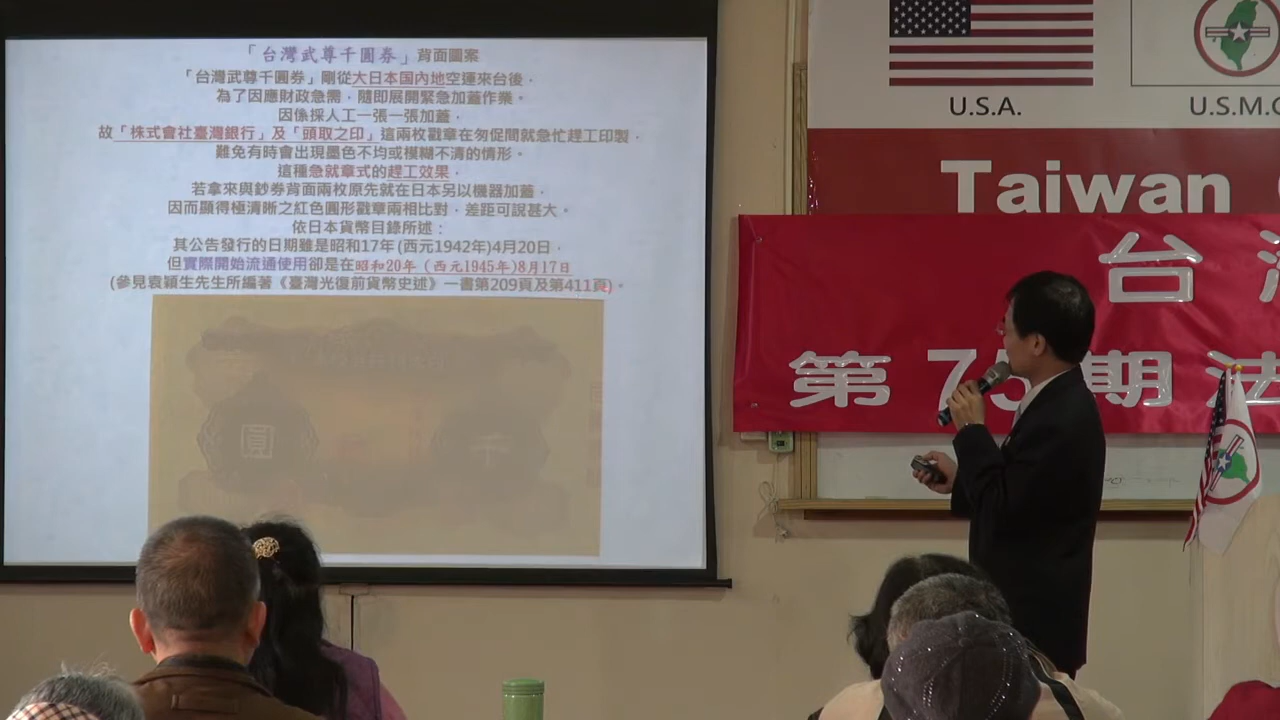 「台灣武尊千圓券」背面圖案
「台灣武尊千圓券」剛從大日本国內地空運來台後，
為了因應財政急需，隨即展開緊急加蓋作業。
因係採人工一張一張加蓋，
故「株式會社臺灣銀行」及「頭取之印」這兩枚戳章在匆促間就急忙趕工印製，
難免有時會出現墨色不均或模糊不清的情形。
這種急就章式的趕工效果，
若拿來與鈔券背面兩枚原先就在日本另以機器加蓋，
因而顯得極清晰之紅色圓形戳章兩相比對，差距可說甚大。
依日本貨幣目錄所述：
其公告發行的日期雖是昭和17年(西元1942年)4月20日，
但實際開始流通使用卻是在昭和20年（西元1945年)8月17日
(參見袁穎生先生所編著《臺灣光復前貨幣史述》一書第209頁及第411頁)。
圓
千
U.S.A.
U.S.M.G
Taiwan
台灣
第75期法